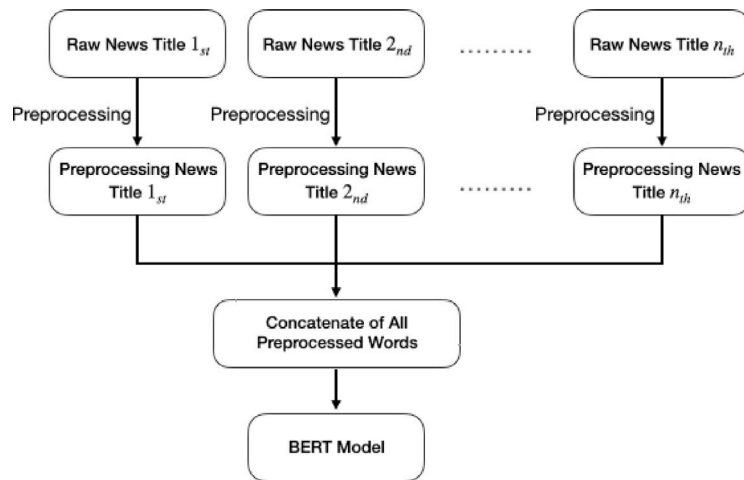 Raw News Title 1st
Raw News Title 2nd
.........
Raw News Title nth
Preprocessing
Preprocessing
Preprocessing
Preprocessing News
Title 1st
Preprocessing News
Title 2nd
.........
Preprocessing News
Title nth
Concatenate of All
Preprocessed Words
BERT Model